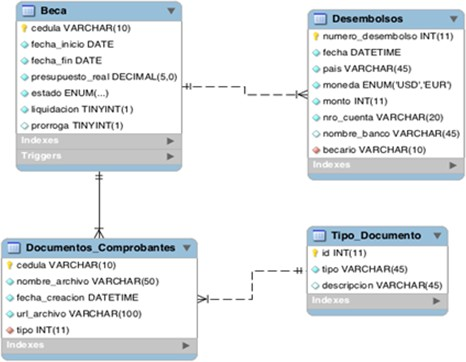 Beca
cedula VARCHAR(10)
fecha_inicio DATE
fecha_fin DATE
presupuesto_real DECIMAL(5,0)
estado ENUM(...)
liquidacion TINYINT(1)
prorroga TINYINT(1)
Indexes
Triggers
Desembolsos
numero_desembolso INT(11)
fecha DATETIME
pais VARCHAR(45)
moneda ENUM('USD','EUR')
monto INT(11)
nro_cuenta VARCHAR(20)
nombre_banco VARCHAR(45)
becario VARCHAR(10)
Indexes
Documentos_Comprobantes
cedula VARCHAR(10)
nombre_archivo VARCHAR(50)
fecha_creacion DATETIME
url_archivo VARCHAR(100)
tipo INT(11)
Indexes
Tipo_Documento
id INT(11)
tipo VARCHAR(45)
descripcion VARCHAR(45)
Indexes